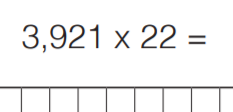 3,921 x 22 =